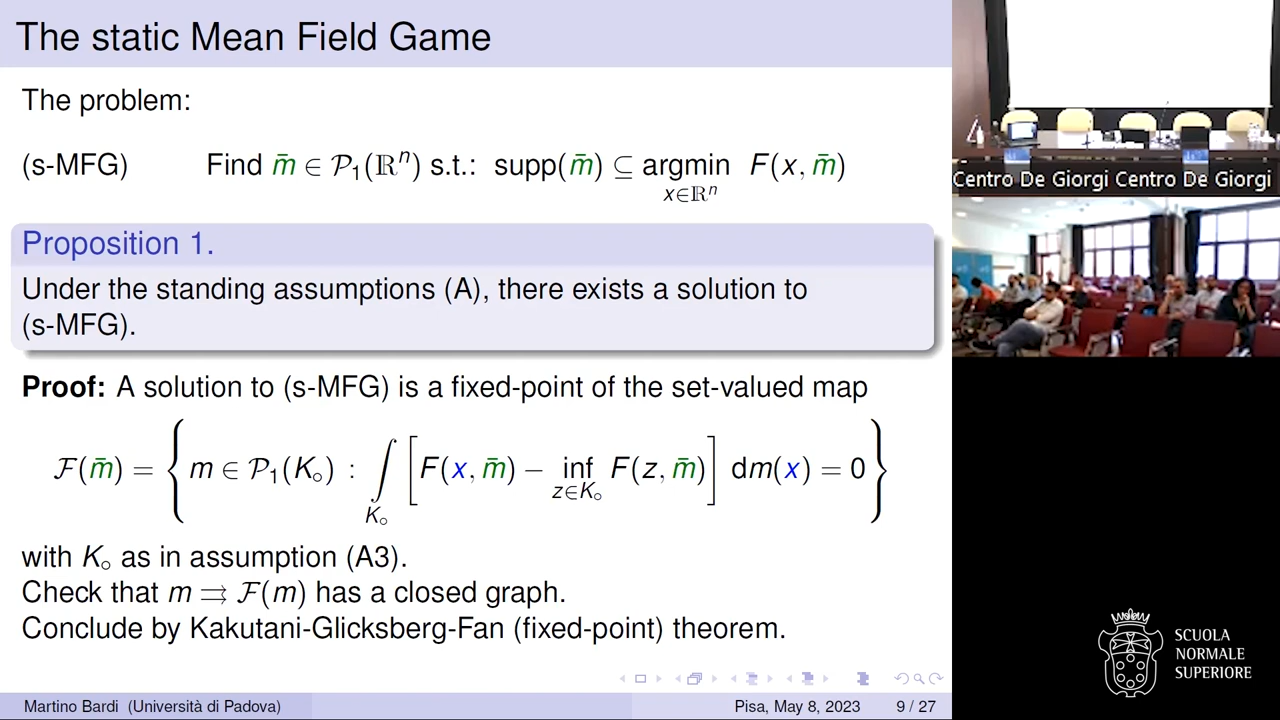 The static Mean Field Game
The problem:
(s-MFG) Find m̄ ∈ 𝒫₁(ℝⁿ) s.t.: supp(m̄) ⊆ argmin F(x, m̄)
x∈ℝⁿ
Proposition 1.
Under the standing assumptions (A), there exists a solution to
(s-MFG).
Proof: A solution to (s-MFG) is a fixed-point of the set-valued map
ℱ(m̄) = { m ∈ 𝒫₁(K∘) : ∫ [ F(x, m̄) − inf F(z, m̄) ] dm(x) = 0 }
z∈K∘
K∘
with K∘ as in assumption (A3).
Check that m ⇉ ℱ(m) has a closed graph.
Conclude by Kakutani-Glicksberg-Fan (fixed-point) theorem.
Martino Bardi (Università di Padova) Pisa, May 8, 2023 9 / 27
Centro De Giorgi Centro De Giorgi
SCUOLA
NORMALE
SUPERIORE